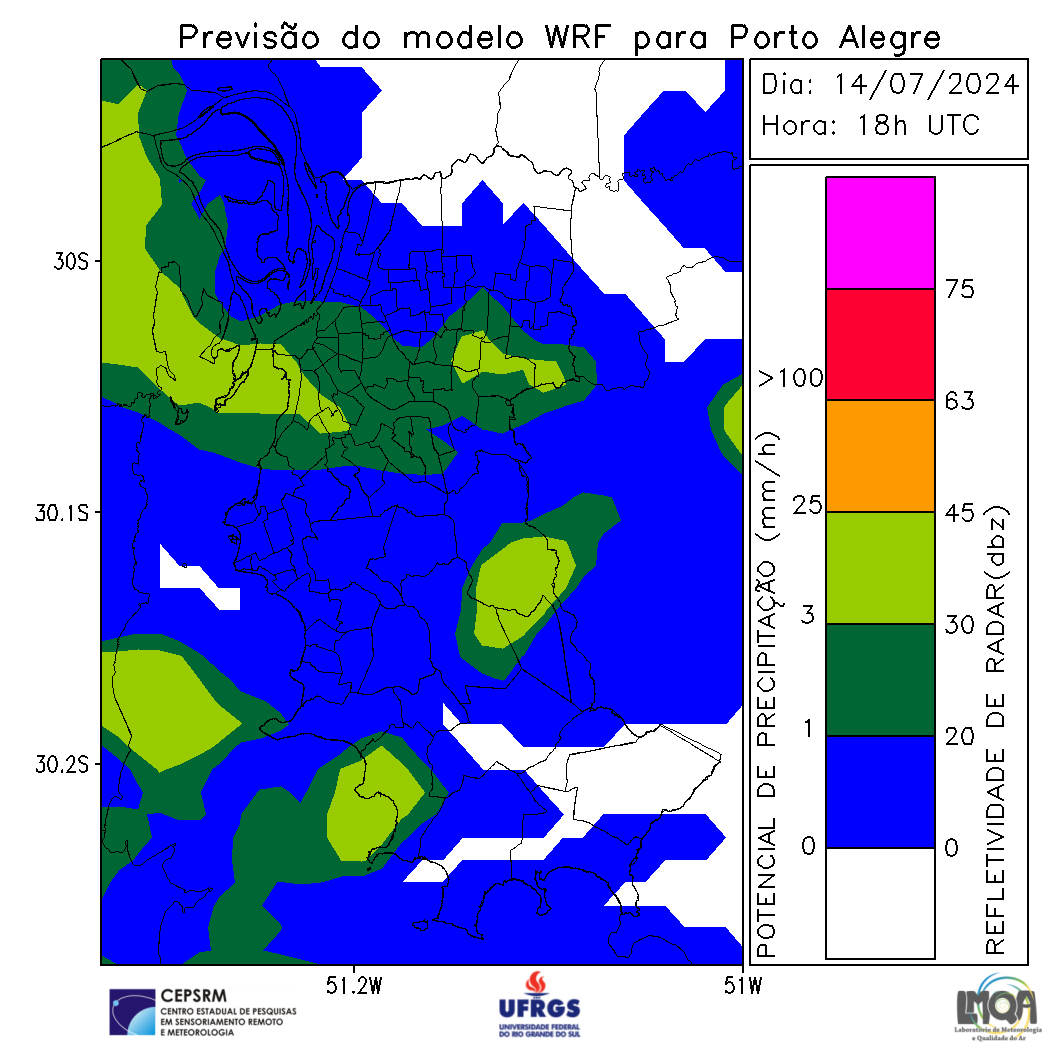 Previsão do modelo WRF para Porto Alegre
Dia: 14/07/2024
Hora: 18h UTC
30S
30.1S
30.2S
51.2W
51W
POTENCIAL DE PRECIPITAÇÃO (mm/h)
>100
25
3
1
0
75
63
45
30
20
0
REFLETIVIDADE DE RADAR(dbz)
CEPSRM
CENTRO ESTADUAL DE PESQUISAS
EM SENSORIAMENTO REMOTO
E METEOROLOGIA
UFRGS
UNIVERSIDADE FEDERAL
DO RIO GRANDE DO SUL
LMQA
Laboratório de Meteorologia
e Qualidade do Ar